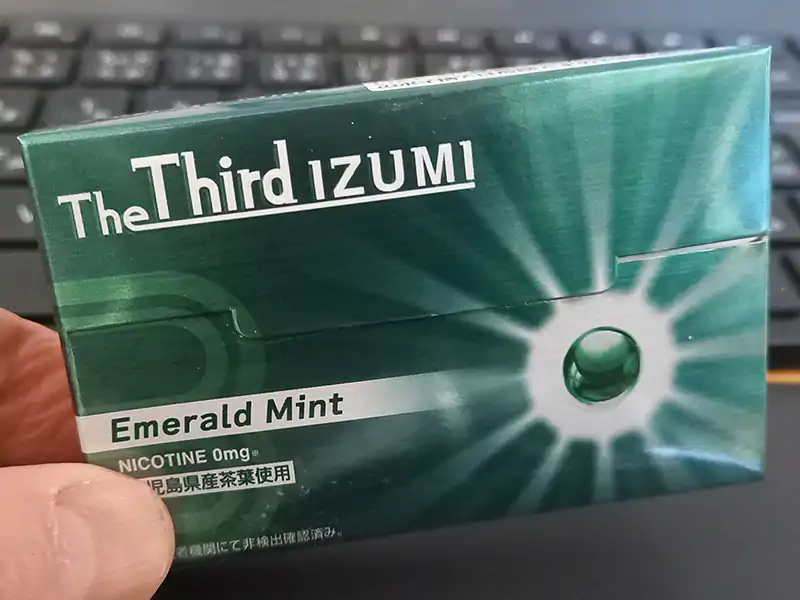 The Third IZUMI
Emerald Mint
NICOTINE 0mg※
児島県産茶葉使用
機関にて非検出確認済み。